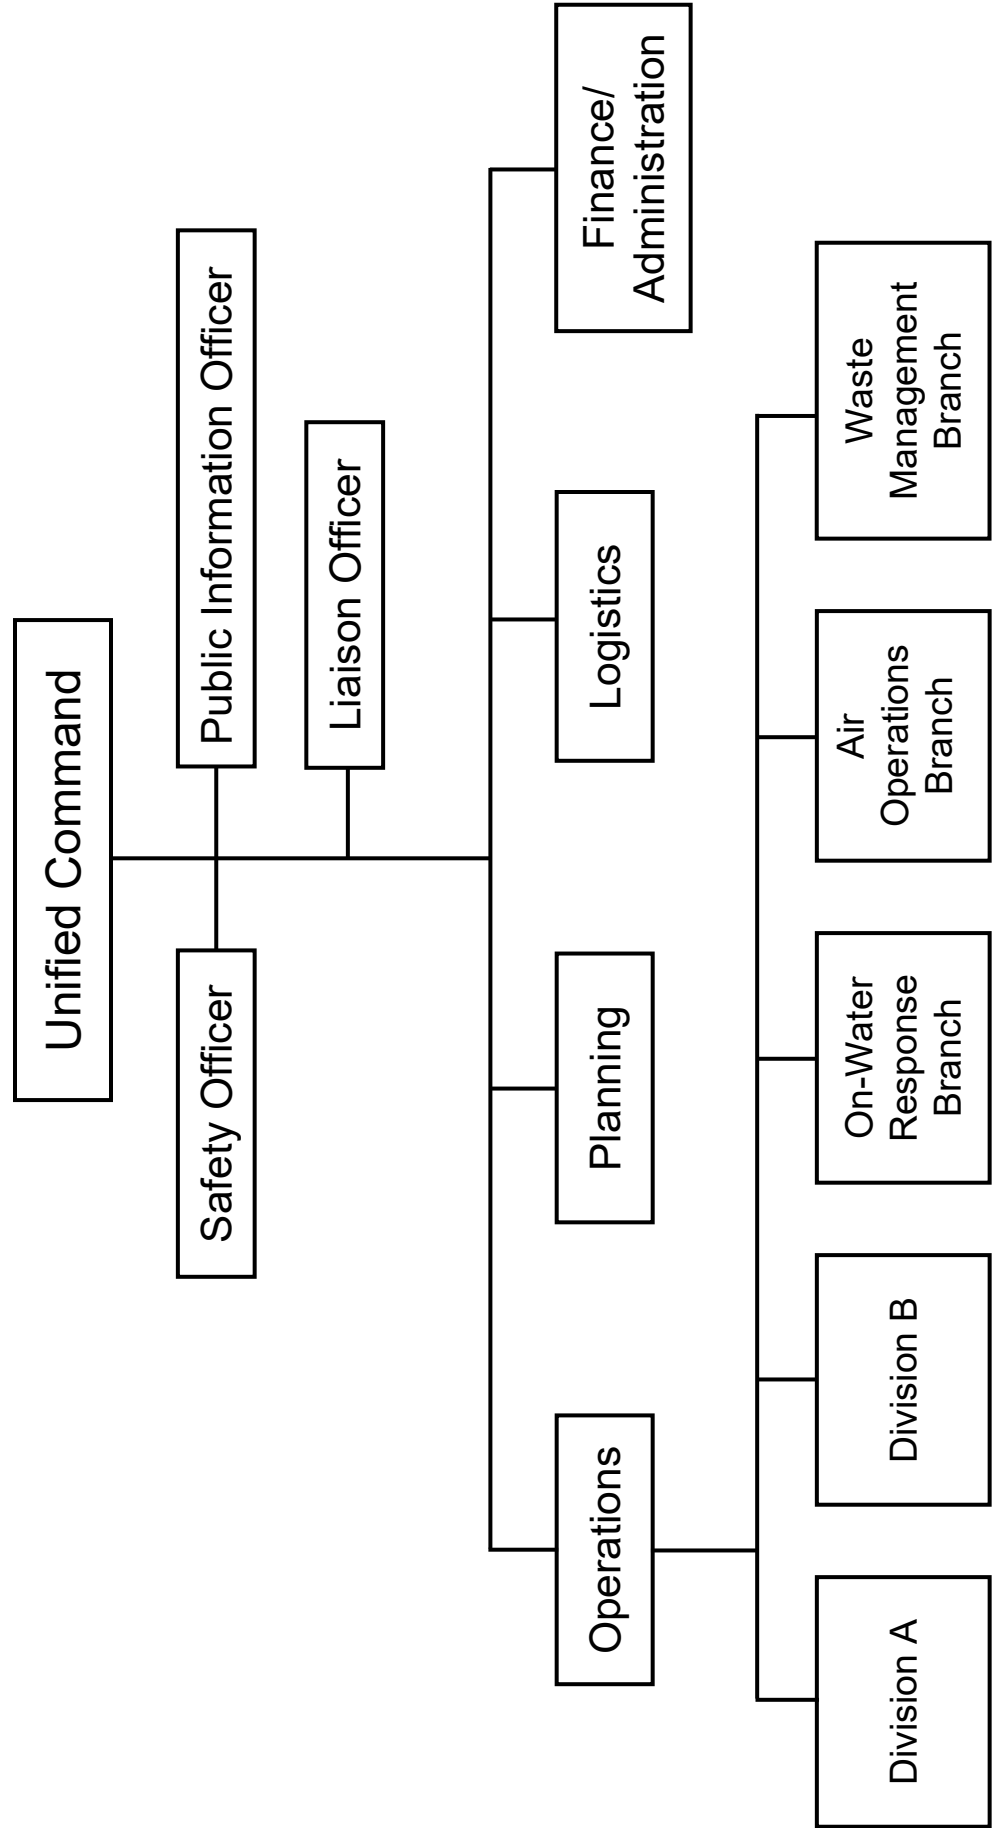 Unified Command
Safety Officer
Public Information Officer
Liaison Officer
Operations
Planning
Logistics
Finance/
Administration
Division A
Division B
On-Water
Response
Branch
Air
Operations
Branch
Waste
Management
Branch